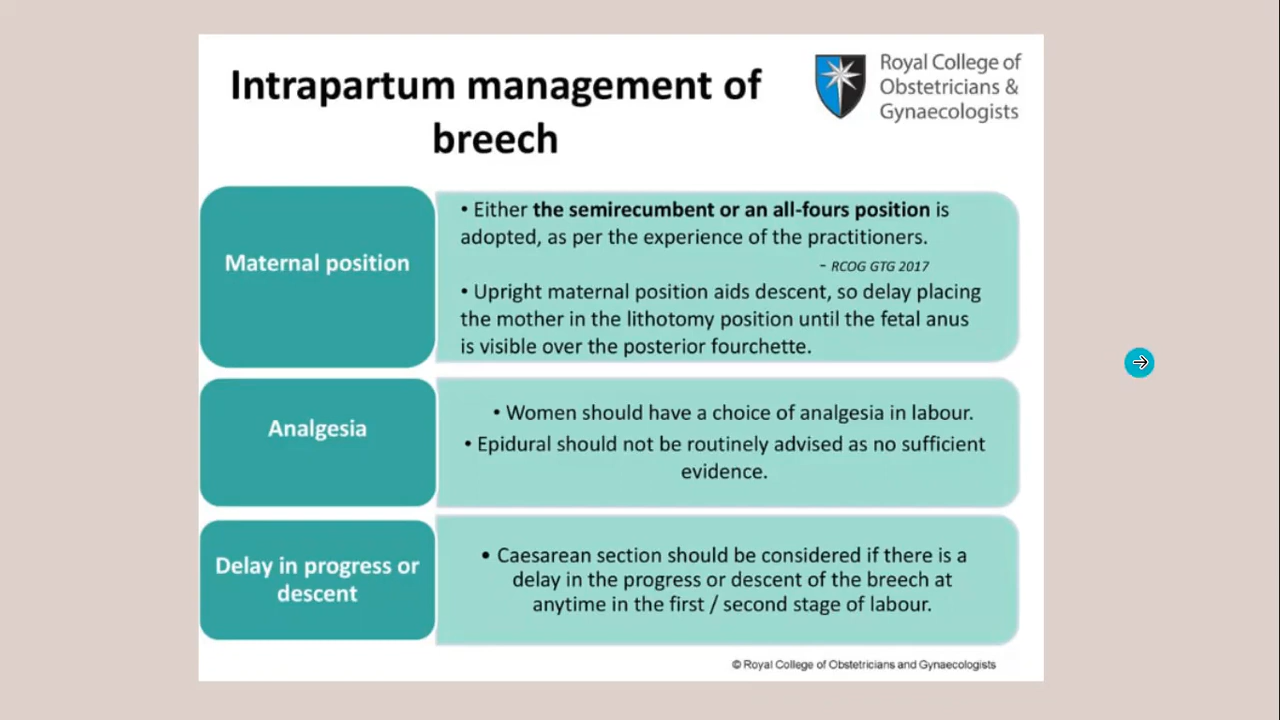 Intrapartum management of
breech
Royal College of
Obstetricians &
Gynaecologists
Maternal position
• Either the semirecumbent or an all-fours position is
adopted, as per the experience of the practitioners.
- RCOG GTG 2017
• Upright maternal position aids descent, so delay placing
the mother in the lithotomy position until the fetal anus
is visible over the posterior fourchette.
Analgesia
• Women should have a choice of analgesia in labour.
• Epidural should not be routinely advised as no sufficient
evidence.
Delay in progress or
descent
• Caesarean section should be considered if there is a
delay in the progress or descent of the breech at
anytime in the first / second stage of labour.
© Royal College of Obstetricians and Gynaecologists